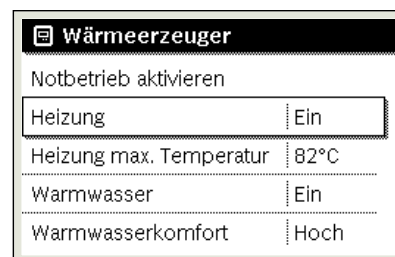 Wärmeerzeuger
Notbetrieb aktivieren
Heizung Ein
Heizung max. Temperatur 82°C
Warmwasser Ein
Warmwasserkomfort Hoch